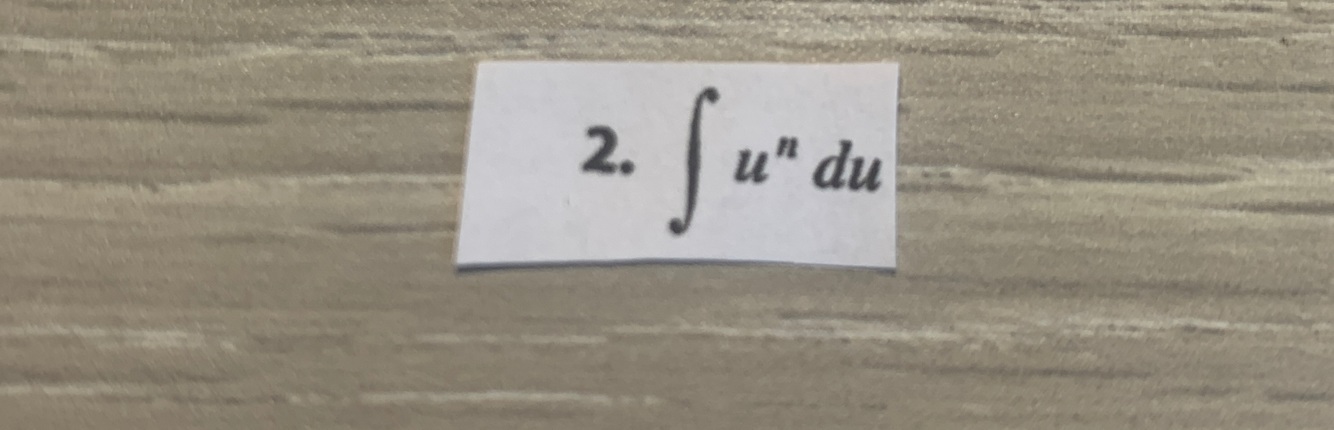 2. ∫ uⁿ du